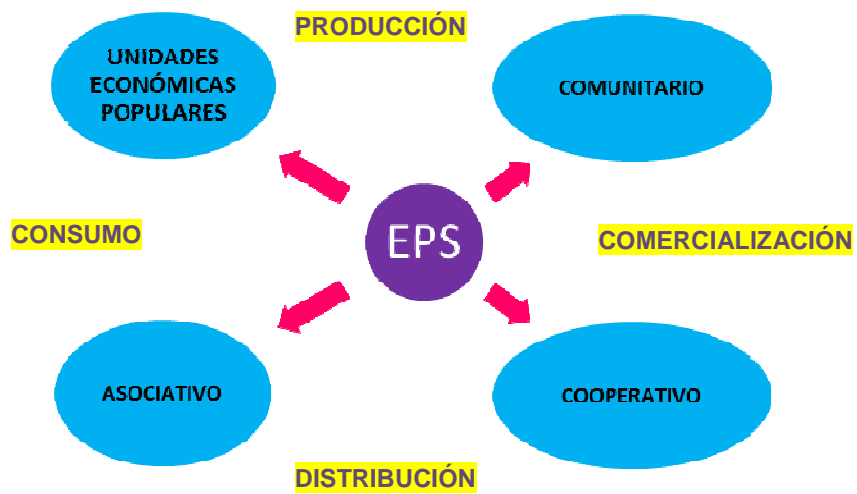 PRODUCCIÓN
UNIDADES
ECONÓMICAS
POPULARES
COMUNITARIO
CONSUMO
EPS
COMERCIALIZACIÓN
ASOCIATIVO
COOPERATIVO
DISTRIBUCIÓN